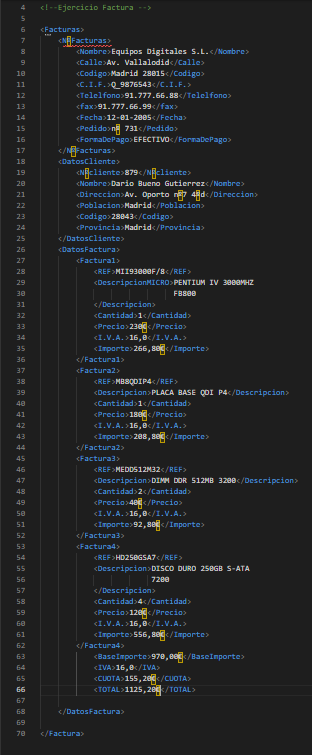 4 <!--Ejercicio Factura -->
5
6 <Facturas>
7 <NºFacturas>
8 <Nombre>Equipos Digitales S.L.</Nombre>
9 <Calle>Av. Vallalodid</Calle>
10 <Codigo>Madrid 28015</Codigo>
11 <C.I.F.>Q_9876543</C.I.F.>
12 <Telelfono>91.777.66.88</Telelfono>
13 <fax>91.777.66.99</fax>
14 <Fecha>12-01-2005</Fecha>
15 <Pedido>nº 731</Pedido>
16 <FormaDePago>EFECTIVO</FormaDePago>
17 </NºFacturas>
18 <DatosCliente>
19 <Nºcliente>879</Nºcliente>
20 <Nombre>Dario Bueno Gutierrez</Nombre>
21 <Direccion>Av. Oporto nº7 4ºd</Direccion>
22 <Poblacion>Madrid</Poblacion>
23 <Codigo>28043</Codigo>
24 <Provincia>Madrid</Provincia>
25 </DatosCliente>
26 <DatosFactura>
27 <Factura1>
28 <REF>MII93000F/8</REF>
29 <DescripcionMICRO>PENTIUM IV 3000MHZ
30 FB800
31 </Descripcion>
32 <Cantidad>1</Cantidad>
33 <Precio>230€</Precio>
34 <I.V.A.>16,0</I.V.A.>
35 <Importe>266,80€</Importe>
36 </Factura1>
37 <Factura2>
38 <REF>MB8QDIP4</REF>
39 <Descripcion>PLACA BASE QDI P4</Descripcion>
40 <Cantidad>1</Cantidad>
41 <Precio>180€</Precio>
42 <I.V.A.>16,0</I.V.A.>
43 <Importe>208,80€</Importe>
44 </Factura2>
45 <Factura3>
46 <REF>MEDD512M32</REF>
47 <Descripcion>DIMM DDR 512MB 3200</Descripcion>
48 <Cantidad>2</Cantidad>
49 <Precio>40€</Precio>
50 <I.V.A.>16,0</I.V.A.>
51 <Importe>92,80€</Importe>
52 </Factura3>
53 <Factura4>
54 <REF>HD250GSA7</REF>
55 <Descripcion>DISCO DURO 250GB S-ATA
56 7200
57 </Descripcion>
58 <Cantidad>4</Cantidad>
59 <Precio>120€</Precio>
60 <I.V.A.>16,0</I.V.A.>
61 <Importe>556,80€</Importe>
62 </Factura4>
63 <BaseImporte>970,00€</BaseImporte>
64 <IVA>16,0</IVA>
65 <CUOTA>155,20€</CUOTA>
66 <TOTAL>1125,20€</TOTAL>
67
68 </DatosFactura>
69
70 </Factura>